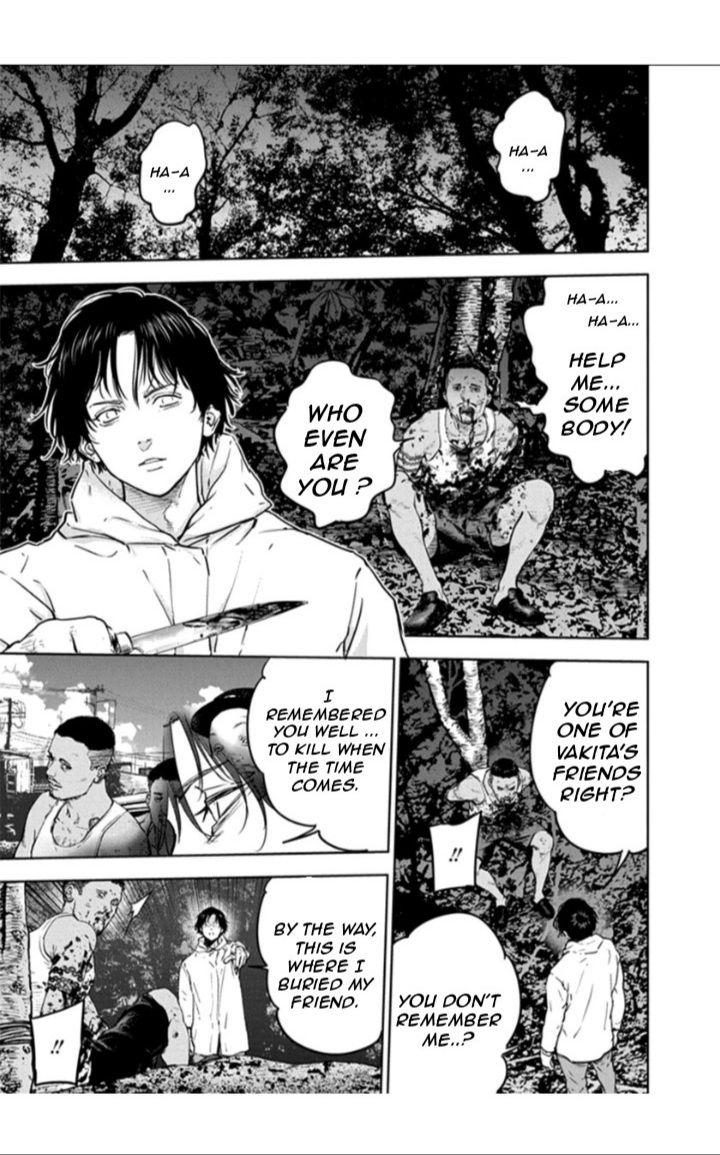 HA-A
...
HA-A
...
HA-A...
HA-A...
HELP
ME...
SOME
BODY!
WHO
EVEN
ARE
YOU ?
YOU'RE
ONE OF
VAKITA'S
FRIENDS
RIGHT?
!!
YOU DON'T
REMEMBER
ME..?
I
REMEMBERED
YOU WELL ...
TO KILL WHEN
THE TIME
COMES.
BY THE WAY,
THIS IS
WHERE I
BURIED MY
FRIEND.
!!